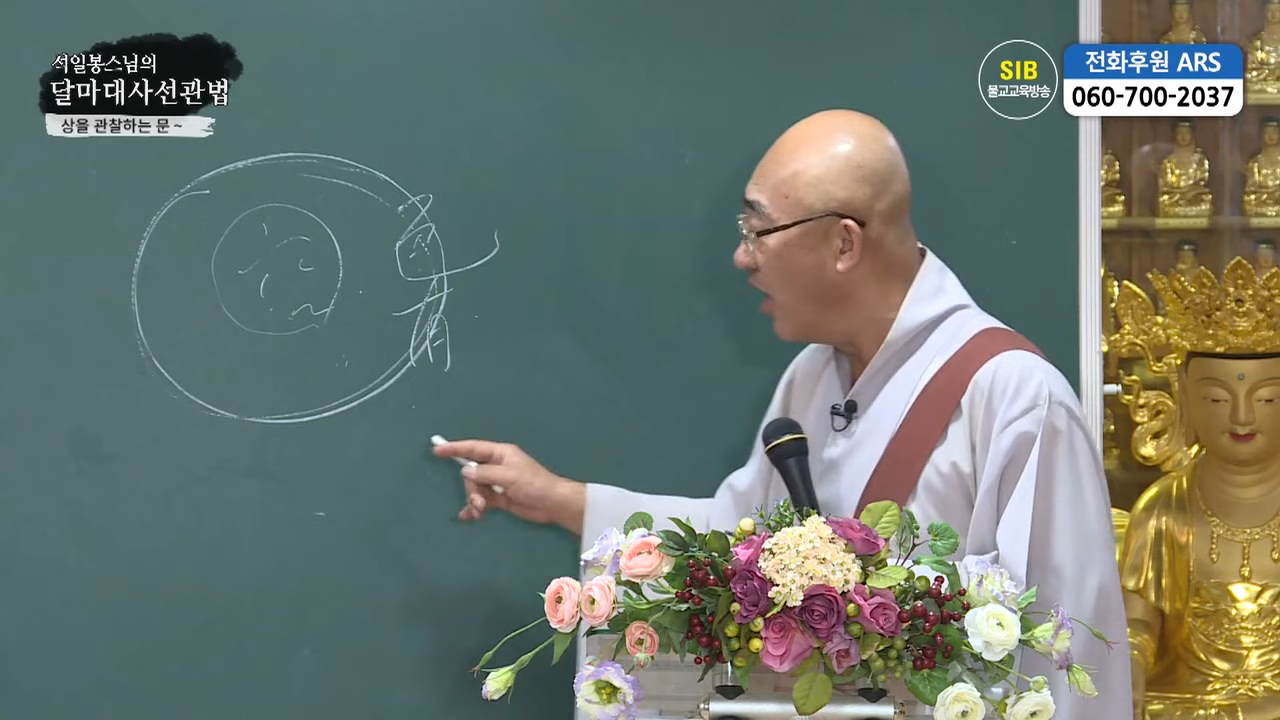 석일봉스님의
달마대사선관법
상을 관찰하는 문~
SIB
불교교육방송
전화후원 ARS
060-700-2037